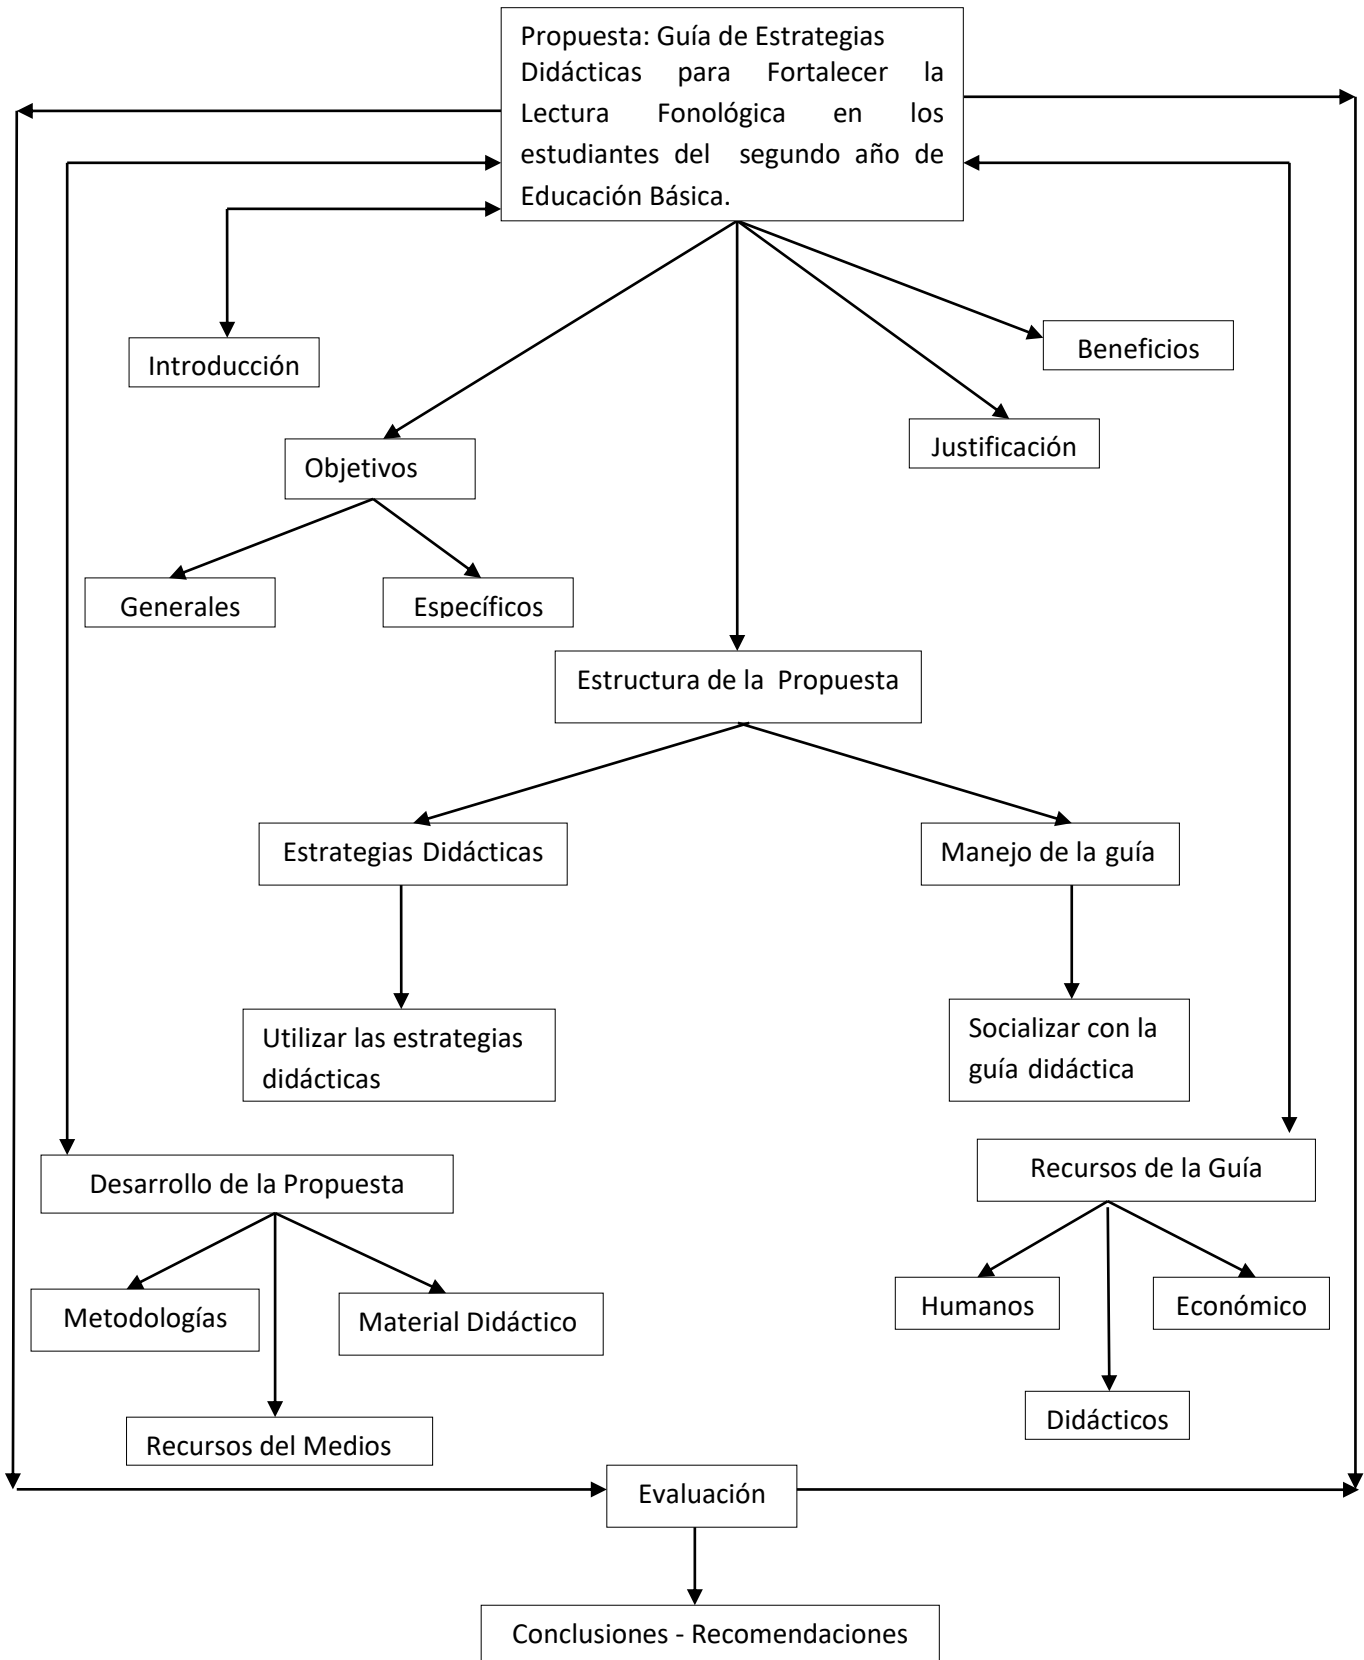 Propuesta: Guía de Estrategias
Didácticas para Fortalecer la
Lectura Fonológica en los
estudiantes del segundo año de
Educación Básica.
Introducción
Beneficios
Justificación
Objetivos
Generales
Específicos
Estructura de la Propuesta
Estrategias Didácticas
Manejo de la guía
Utilizar las estrategias
didácticas
Socializar con la
guía didáctica
Desarrollo de la Propuesta
Recursos de la Guía
Metodologías
Material Didáctico
Humanos
Económico
Recursos del Medios
Didácticos
Evaluación
Conclusiones - Recomendaciones